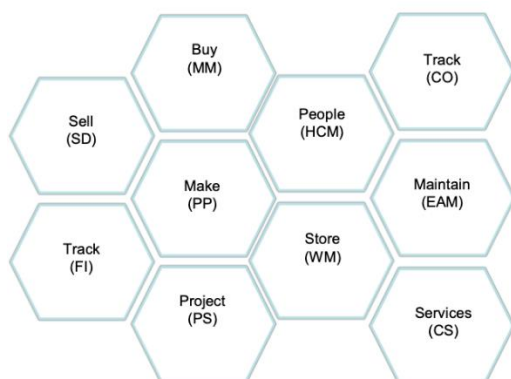 Buy
(MM)
Track
(CO)
Sell
(SD)
People
(HCM)
Make
(PP)
Maintain
(EAM)
Track
(FI)
Store
(WM)
Project
(PS)
Services
(CS)